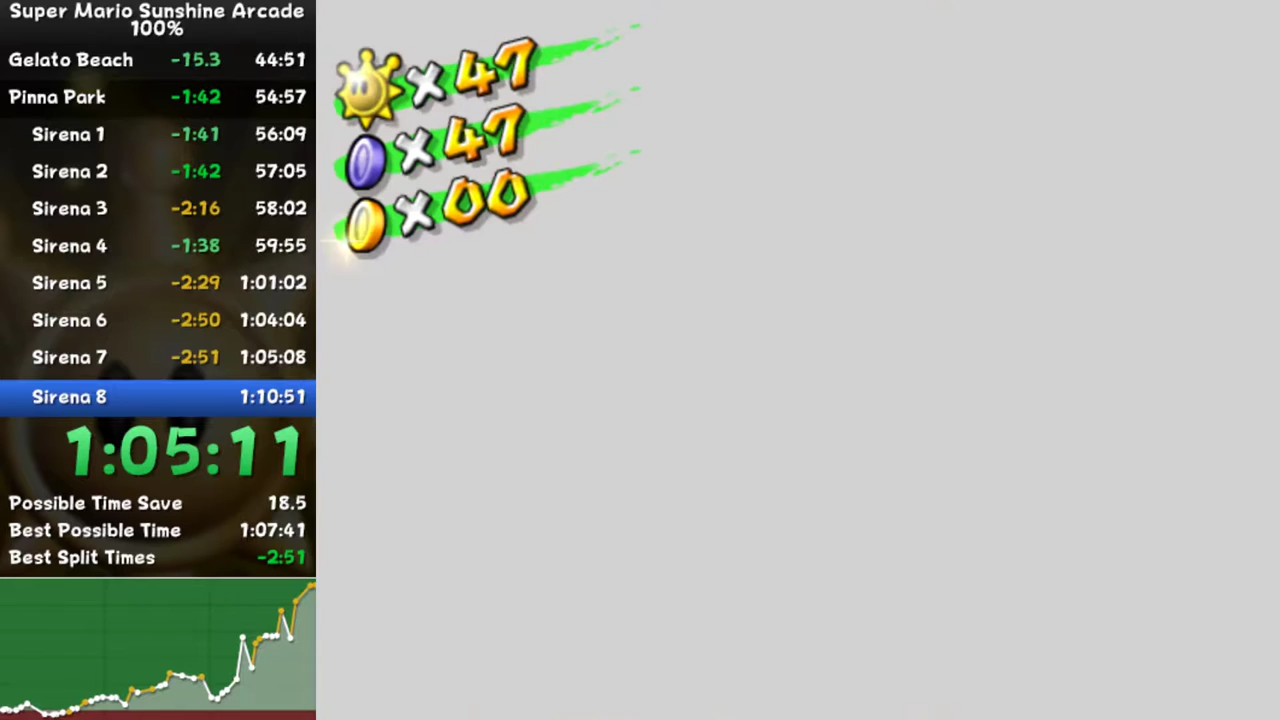 Super Mario Sunshine Arcade
100%
Gelato Beach -15.3 44:51
Pinna Park -1:42 54:57
Sirena 1 -1:41 56:09
Sirena 2 -1:42 57:05
Sirena 3 -2:16 58:02
Sirena 4 -1:38 59:55
Sirena 5 -2:29 1:01:02
Sirena 6 -2:50 1:04:04
Sirena 7 -2:51 1:05:08
Sirena 8 1:10:51
1:05:11
Possible Time Save 18.5
Best Possible Time 1:07:41
Best Split Times -2:51
×47
×47
×00